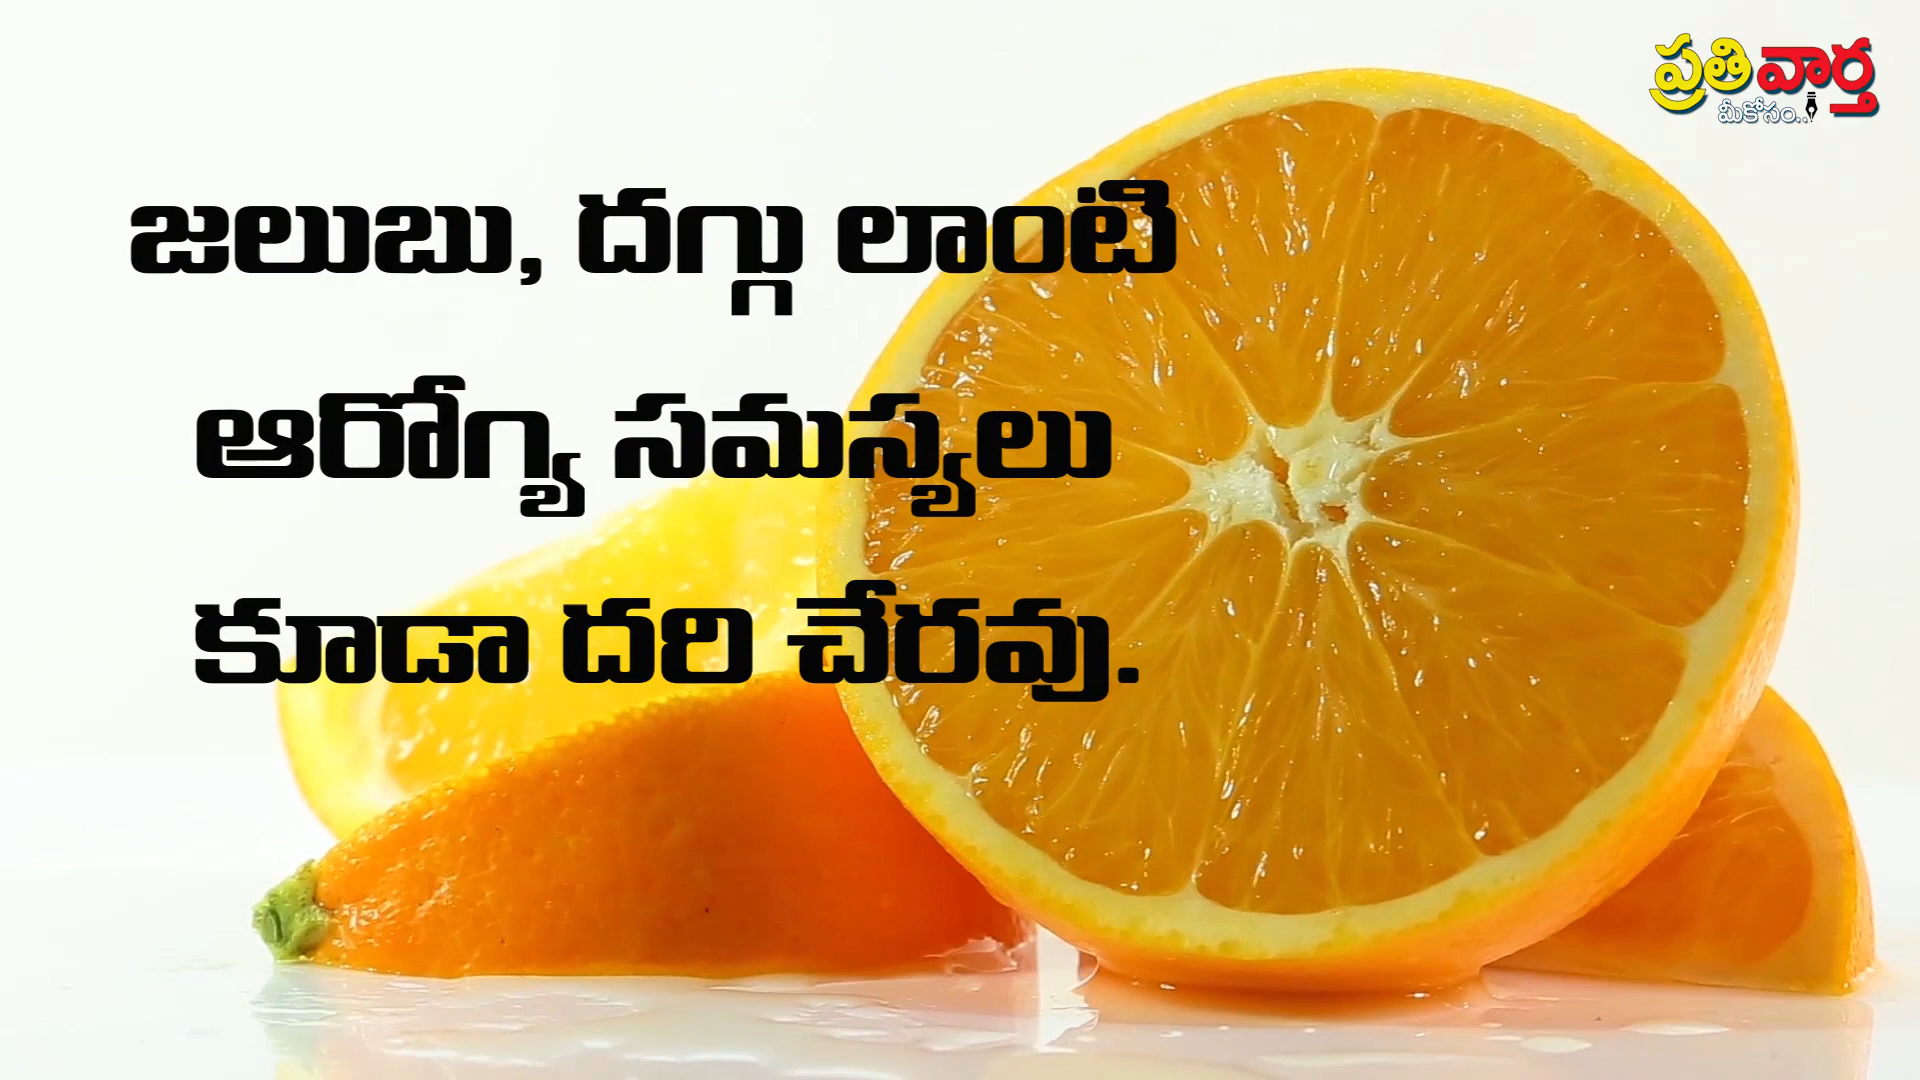 ప్రతి వార్త
మీకోసం..
జలుబు, దగ్గు లాంటి
ఆరోగ్య సమస్యలు
కూడా దరి చేరవు.